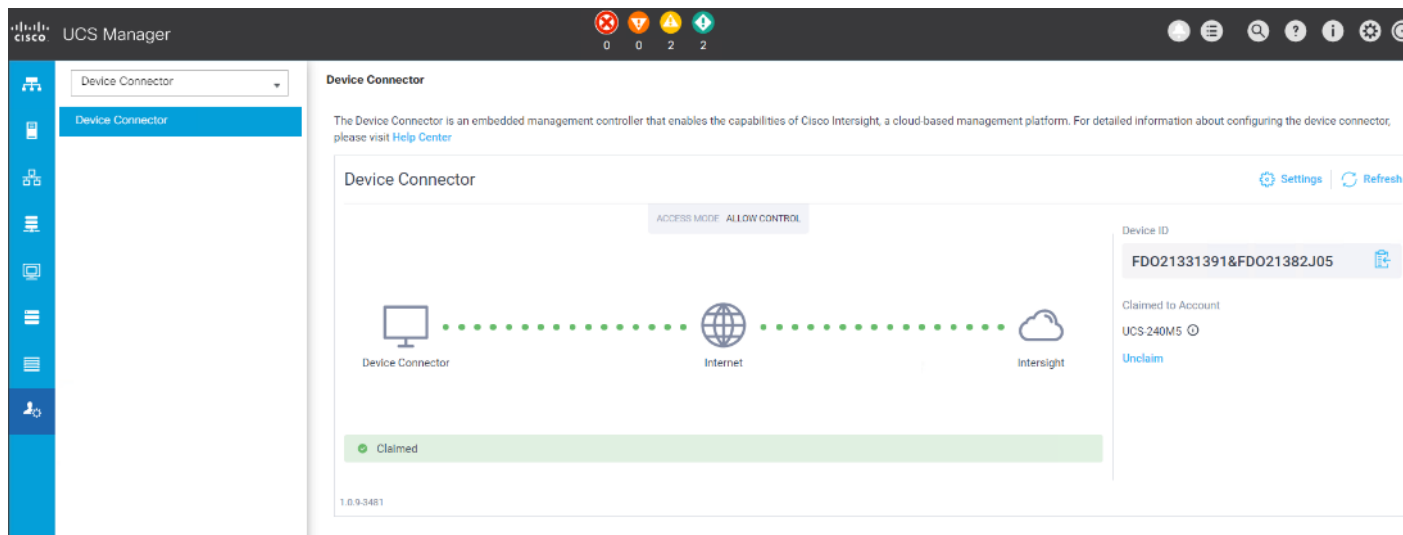 cisco. UCS Manager
0 0 2 2
Device Connector
Device Connector
Device Connector
The Device Connector is an embedded management controller that enables the capabilities of Cisco Intersight, a cloud-based management platform. For detailed information about configuring the device connector,
please visit Help Center
Device Connector
Settings Refresh
ACCESS MODE ALLOW CONTROL
Device ID
FDO21331391&FDO21382J05
Claimed to Account
UCS-240M5
Unclaim
Device Connector Internet Intersight
Claimed
1.0.9-3481